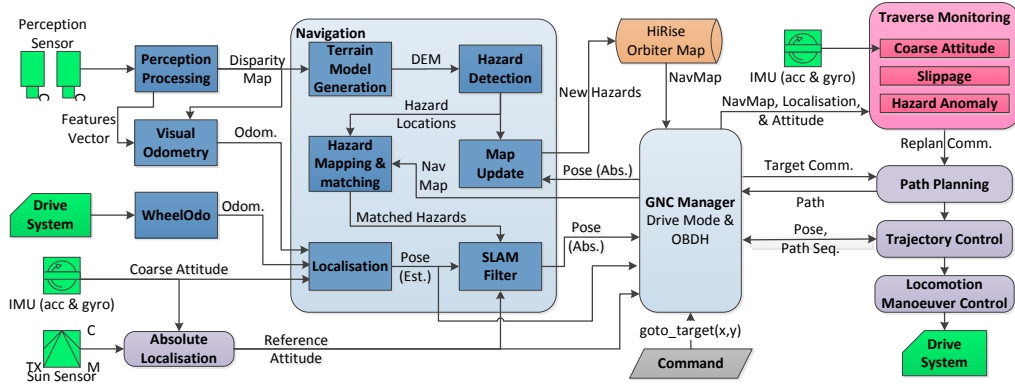 Perception
Sensor
Perception
Processing
Disparity
Map
Features
Vector
Visual
Odometry
Odom.
Drive
System
WheelOdo
Odom.
Coarse Attitude
IMU (acc & gyro)
C
TX
M
Sun Sensor
Absolute
Localisation
Reference
Attitude
Navigation
Terrain
Model
Generation
DEM
Hazard
Detection
Hazard
Locations
Hazard
Mapping &
matching
Nav
Map
Map
Update
Matched Hazards
Localisation
Pose
(Est.)
SLAM
Filter
HiRise
Orbiter Map
New Hazards
NavMap
Pose (Abs.)
Pose
(Abs.)
GNC Manager
Drive Mode &
OBDH
goto_target(x,y)
Command
IMU (acc & gyro)
NavMap, Localisation,
& Attitude
Traverse Monitoring
Coarse Attitude
Slippage
Hazard Anomaly
Replan Comm.
Target Comm.
Path Planning
Path
Pose,
Path Seq.
Trajectory Control
Locomotion
Manoeuver Control
Drive
System